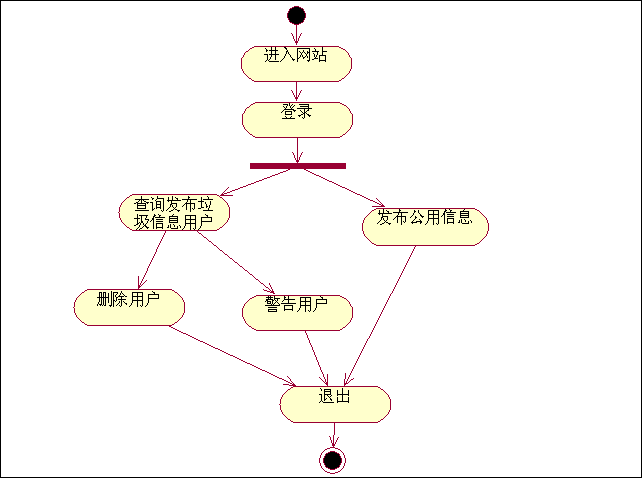 进入网站
登录
查询发布垃
圾信息用户
发布公用信息
删除用户
警告用户
退出